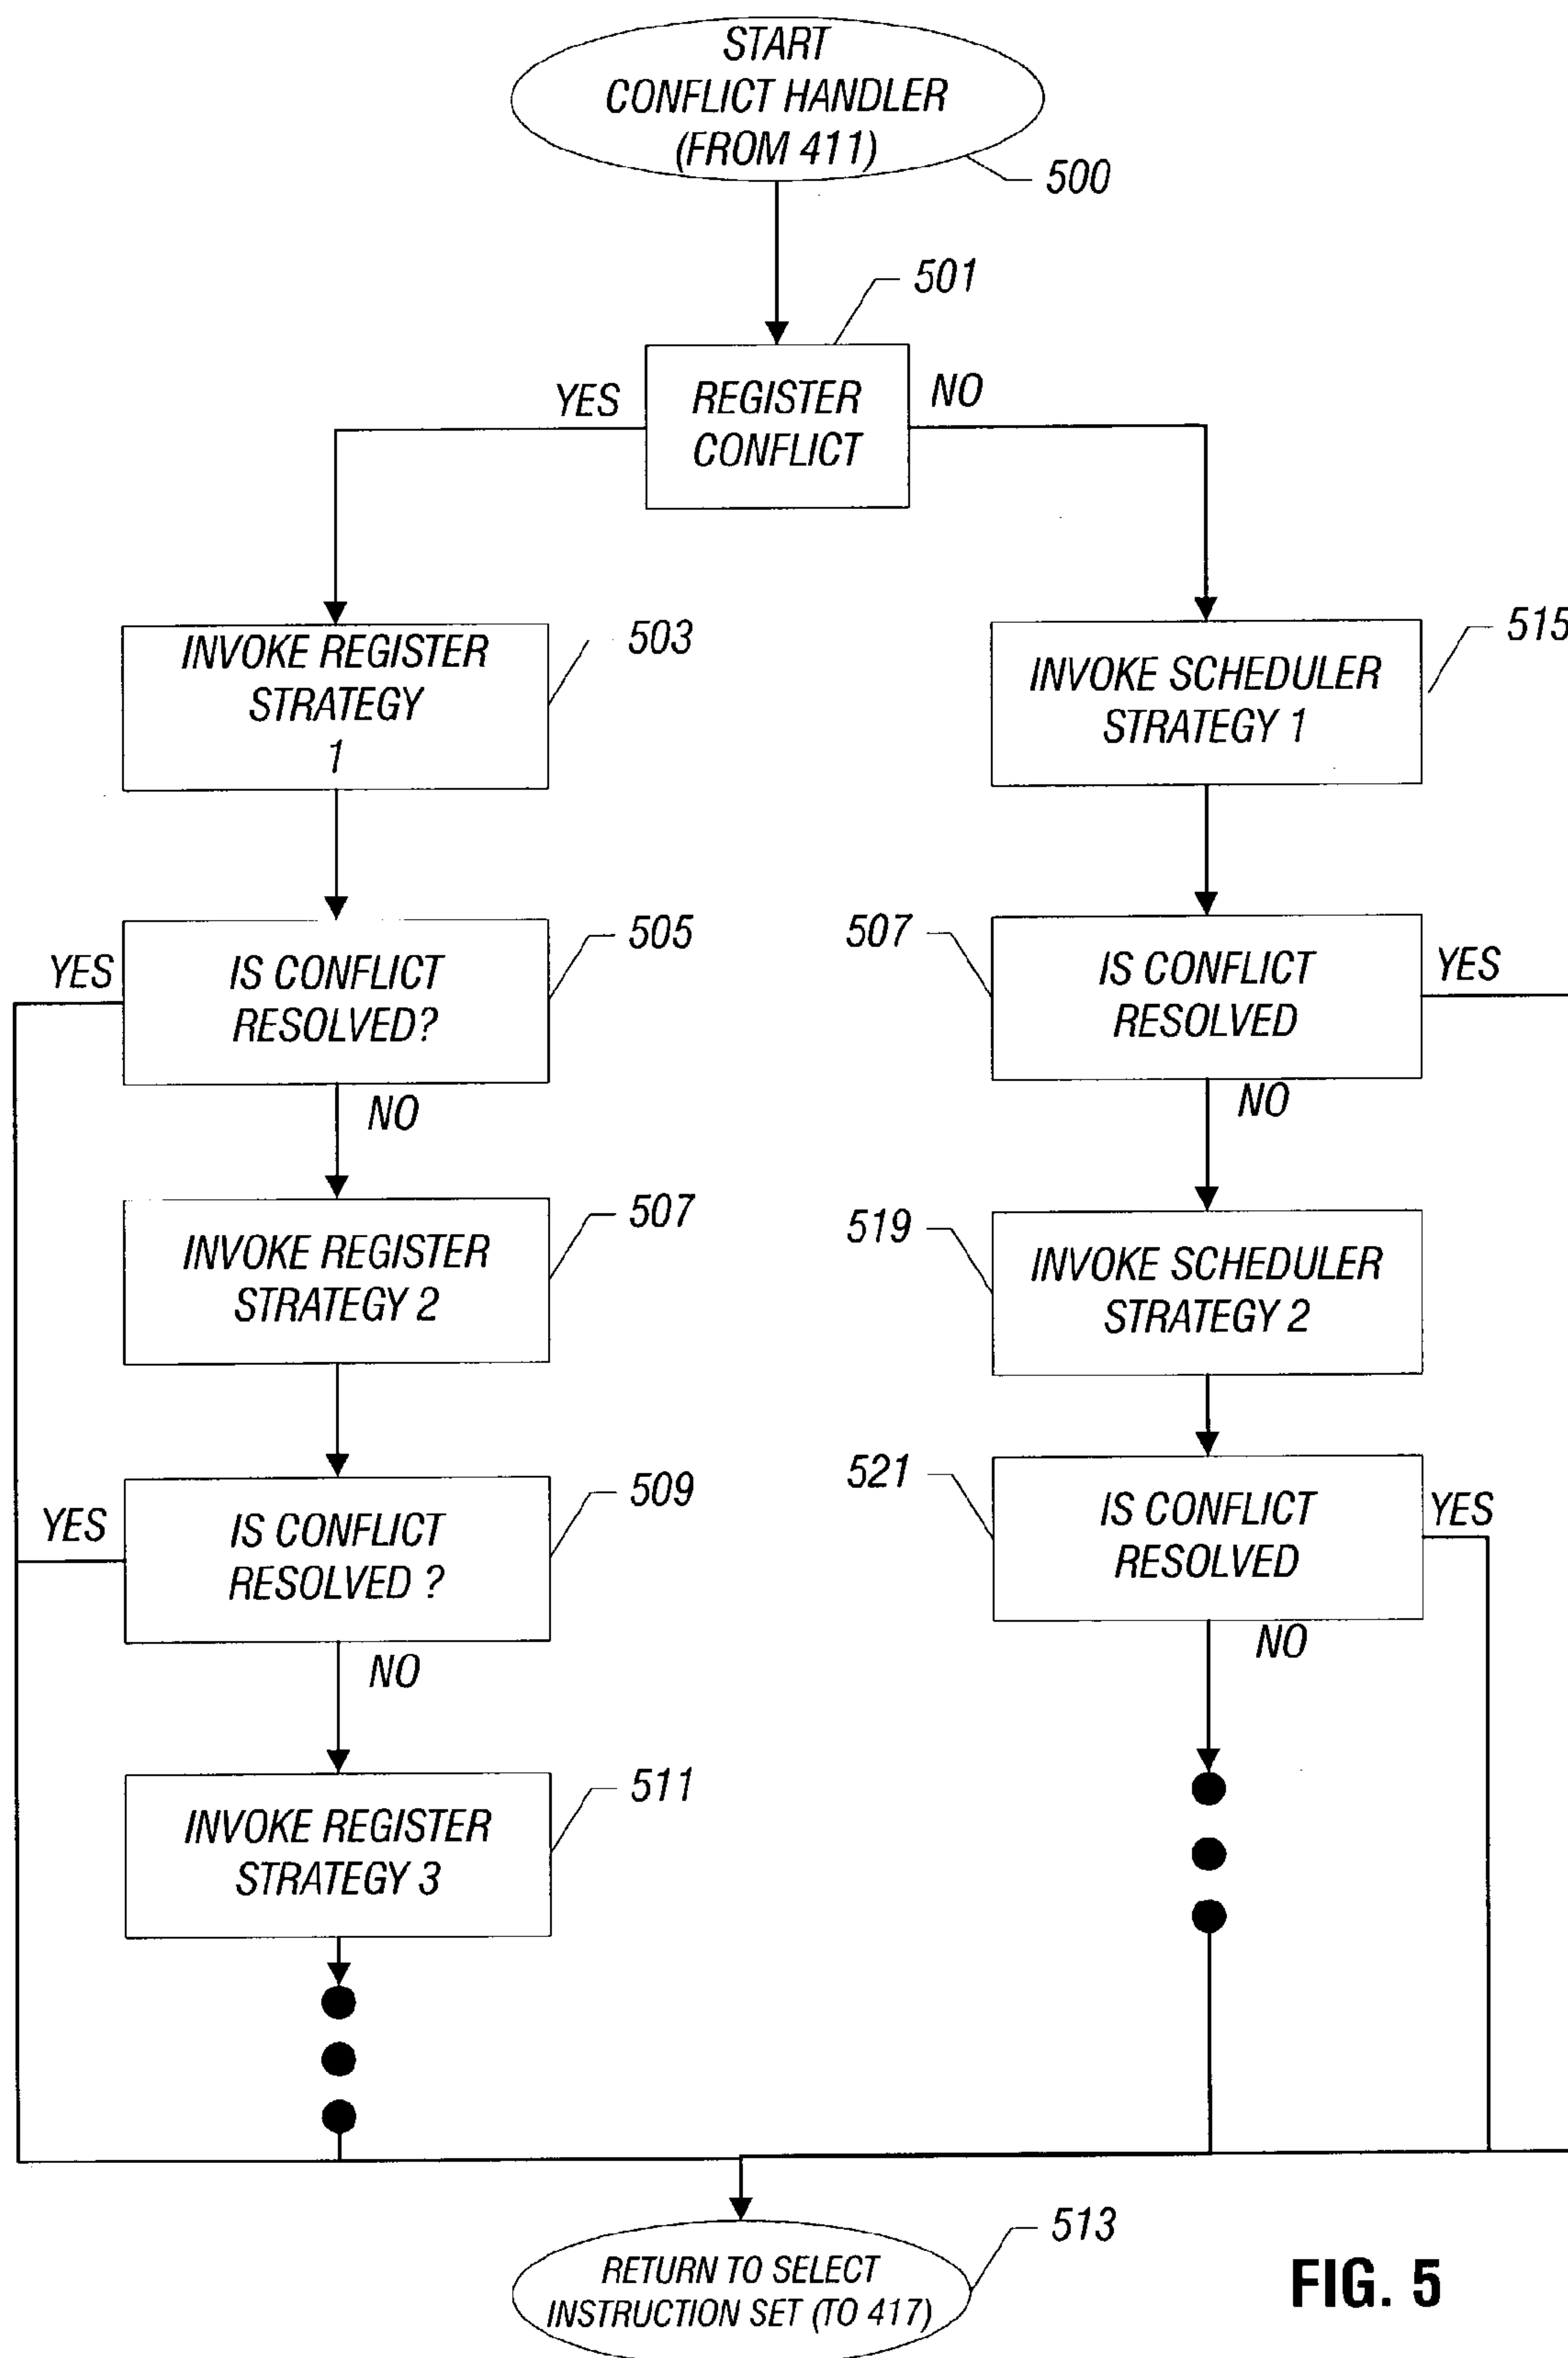 START
CONFLICT HANDLER
(FROM 411)
500
501
YES
REGISTER
CONFLICT
NO
INVOKE REGISTER
STRATEGY
1
503
INVOKE SCHEDULER
STRATEGY 1
515
YES
IS CONFLICT
RESOLVED?
505
NO
507
IS CONFLICT
RESOLVED
YES
NO
INVOKE REGISTER
STRATEGY 2
507
519
INVOKE SCHEDULER
STRATEGY 2
YES
IS CONFLICT
RESOLVED ?
509
NO
521
IS CONFLICT
RESOLVED
YES
NO
INVOKE REGISTER
STRATEGY 3
511
RETURN TO SELECT
INSTRUCTION SET (TO 417)
513
FIG. 5